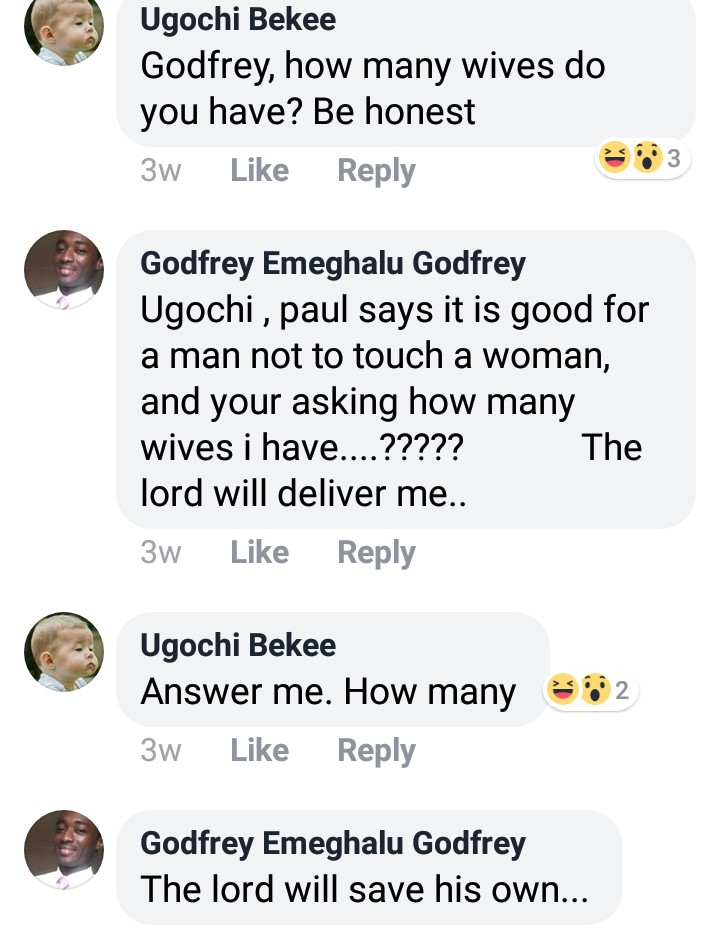 Ugochi Bekee
Godfrey, how many wives do
you have? Be honest
3w Like Reply 3
Godfrey Emeghalu Godfrey
Ugochi , paul says it is good for
a man not to touch a woman,
and your asking how many
wives i have....????? The
lord will deliver me..
3w Like Reply
Ugochi Bekee
Answer me. How many 2
3w Like Reply
Godfrey Emeghalu Godfrey
The lord will save his own...